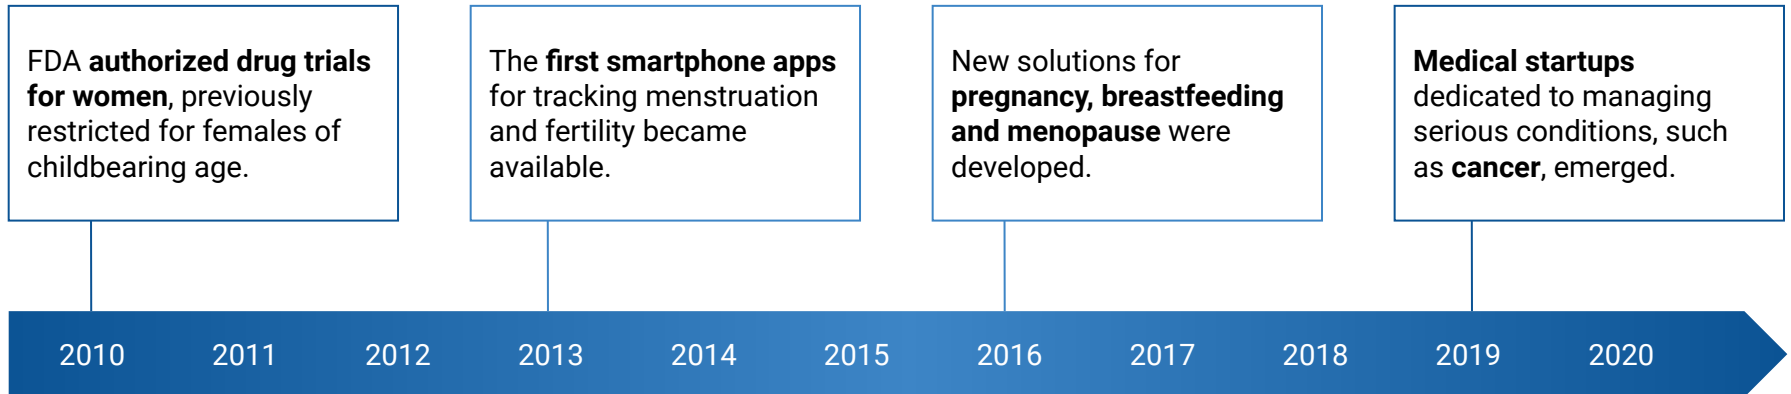 FDA authorized drug trials
for women, previously
restricted for females of
childbearing age.
The first smartphone apps
for tracking menstruation
and fertility became
available.
New solutions for
pregnancy, breastfeeding
and menopause were
developed.
Medical startups
dedicated to managing
serious conditions, such
as cancer, emerged.
2010 2011 2012 2013 2014 2015 2016 2017 2018 2019 2020